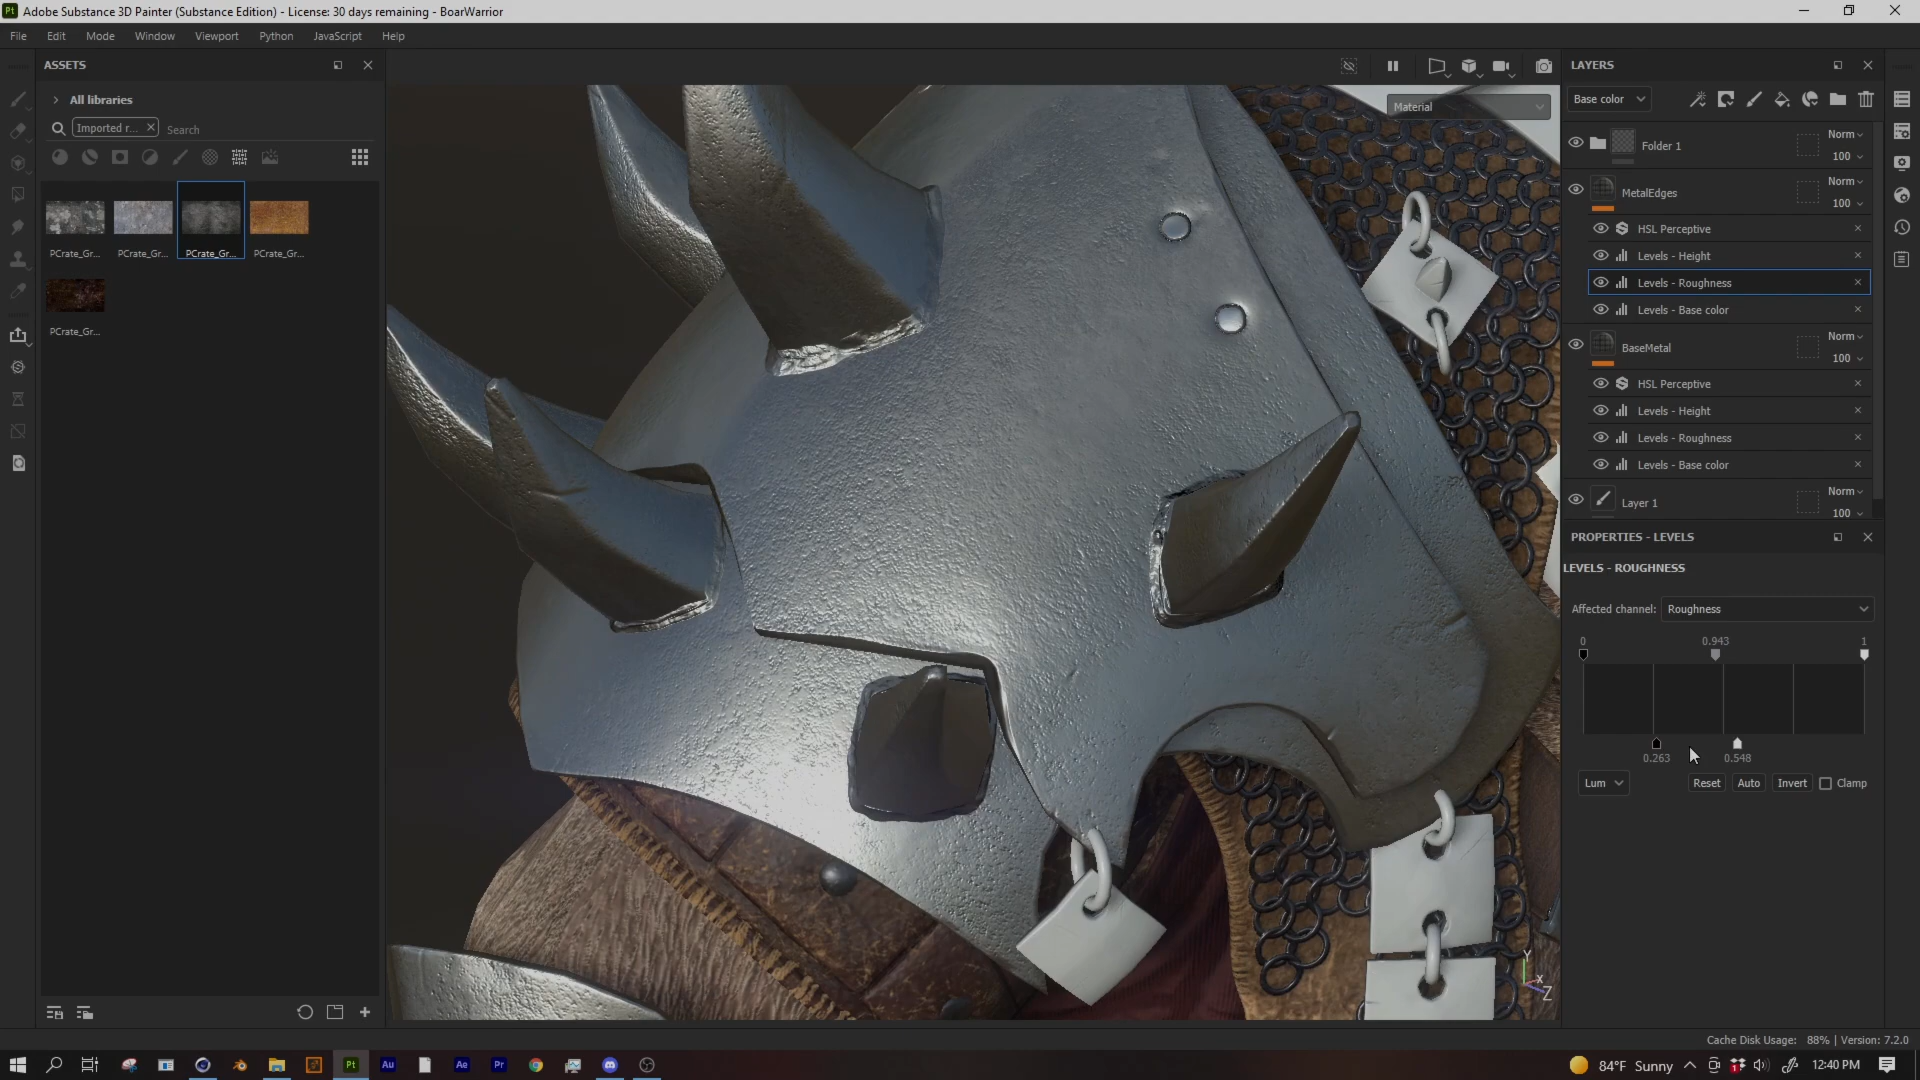 Pt Adobe Substance 3D Painter (Substance Edition) - License: 30 days remaining - BoarWarrior
File Edit Mode Window Viewport Python JavaScript Help
ASSETS
All libraries
Imported r... Search
PCrate_Gr... PCrate_Gr... PCrate_Gr... PCrate_Gr...
PCrate_Gr...
Material
Y
X
Z
LAYERS
Base color
Folder 1 Norm 100
MetalEdges Norm 100
HSL Perceptive
Levels - Height
Levels - Roughness
Levels - Base color
BaseMetal Norm 100
HSL Perceptive
Levels - Height
Levels - Roughness
Levels - Base color
Layer 1 Norm 100
PROPERTIES - LEVELS
LEVELS - ROUGHNESS
Affected channel: Roughness
0 0.943 1
0.263 0.548
Lum Reset Auto Invert Clamp
Cache Disk Usage: 88% | Version: 7.2.0
Pt Au Ae Pr 84°F Sunny 12:40 PM